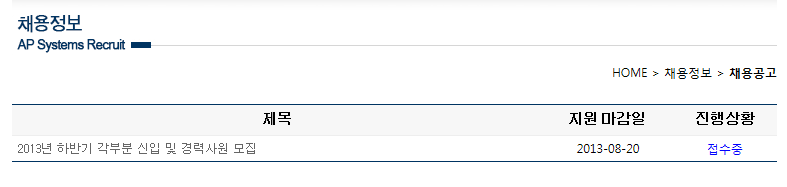 채용정보
AP Systems Recruit
HOME > 채용정보 > 채용공고
제목 지원 마감일 진행상황
2013년 하반기 각부분 신입 및 경력사원 모집 2013-08-20 접수중